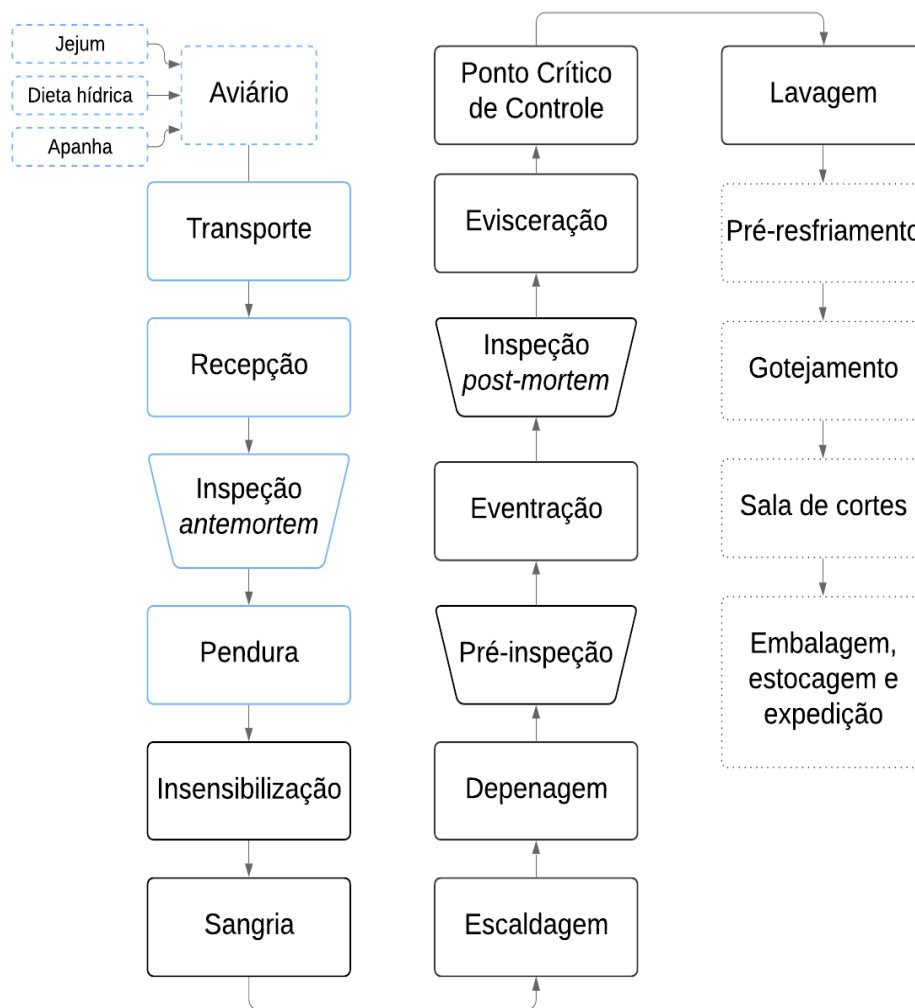 Jejum
Dieta hídrica
Apanha
Aviário
Transporte
Recepção
Inspeção
antemortem
Pendura
Insensibilização
Sangria
Escaldagem
Depenagem
Pré-inspeção
Eventração
Inspeção
post-mortem
Evisceração
Ponto Crítico
de Controle
Lavagem
Pré-resfriamento
Gotejamento
Sala de cortes
Embalagem,
estocagem e
expedição